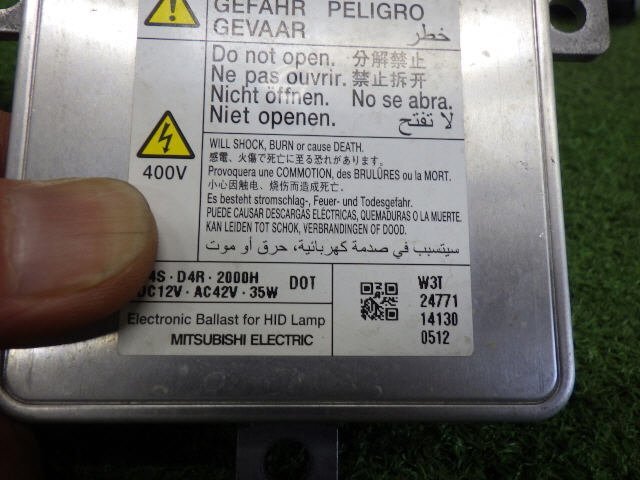 GEFAHR PELIGRO
GEVAAR خطر
Do not open. 分解禁止
Ne pas ouvrir. 禁止拆开
Nicht öffnen. No se abra.
Niet openen. لا تفتح
400V
WILL SHOCK, BURN or cause DEATH.
感電、火傷で死亡に至る恐れがあります。
Provoquera une COMMOTION, des BRULÛRES ou la MORT.
小心因触电、烧伤而造成死亡。
Es besteht stromschlag-, Feuer- und Todesgefahr.
PUEDE CAUSAR DESCARGAS ELÉCTRICAS, QUEMADURAS O LA MUERTE.
KAN LEIDEN TOT SCHOK, VERBRANDINGEN OF DOOD.
سيتسبب في صدمة كهربائية، حرق أو موت
4S · D4R · 2000H DOT
DC12V · AC42V · 35W
Electronic Ballast for HID Lamp
MITSUBISHI ELECTRIC
W3T
24771
14130
0512